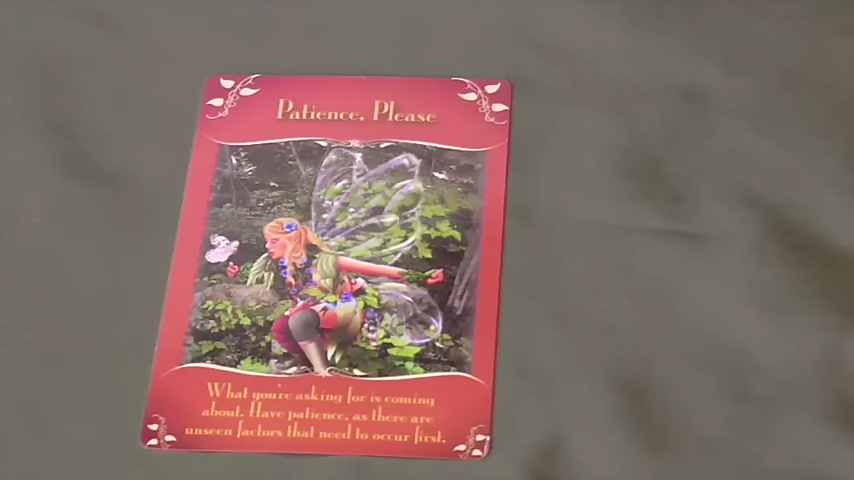 Patience, Please
What you're asking for is coming
about. Have patience, as there are
unseen factors that need to occur first.